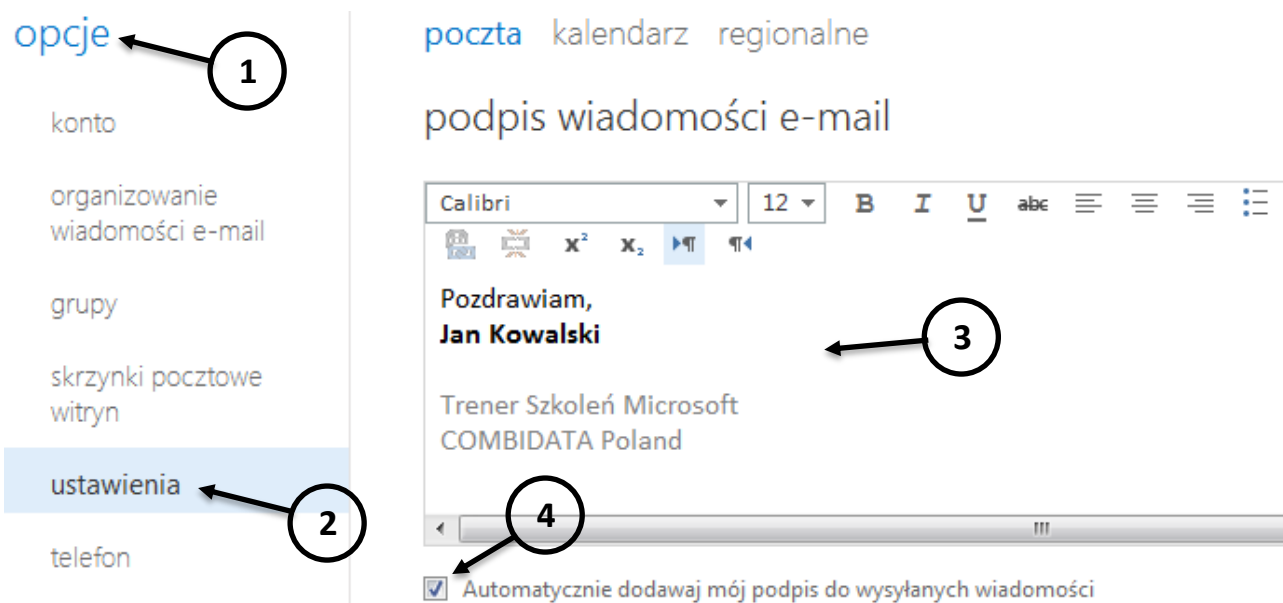 opcje
1
konto
organizowanie
wiadomości e-mail
grupy
skrzynki pocztowe
witryn
ustawienia
2
telefon
poczta kalendarz regionalne
podpis wiadomości e-mail
Calibri 12 B I U abc
x² x₂ ¶ ¶
Pozdrawiam,
Jan Kowalski
3
Trener Szkoleń Microsoft
COMBIDATA Poland
4
Automatycznie dodawaj mój podpis do wysyłanych wiadomości